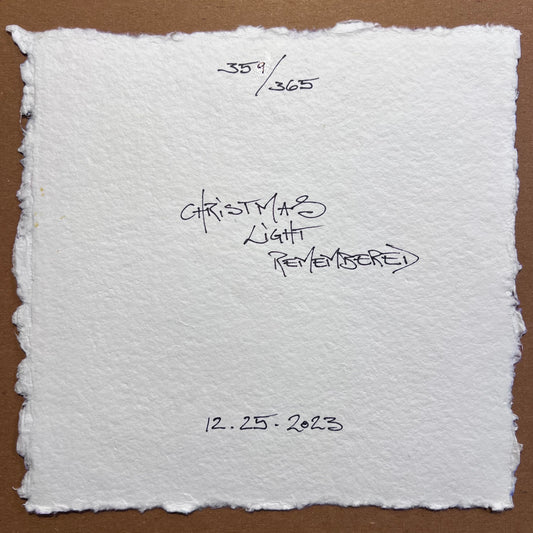 359/365
CHRISTMAS
LIGHT
REMEMBERED
12.25.2023